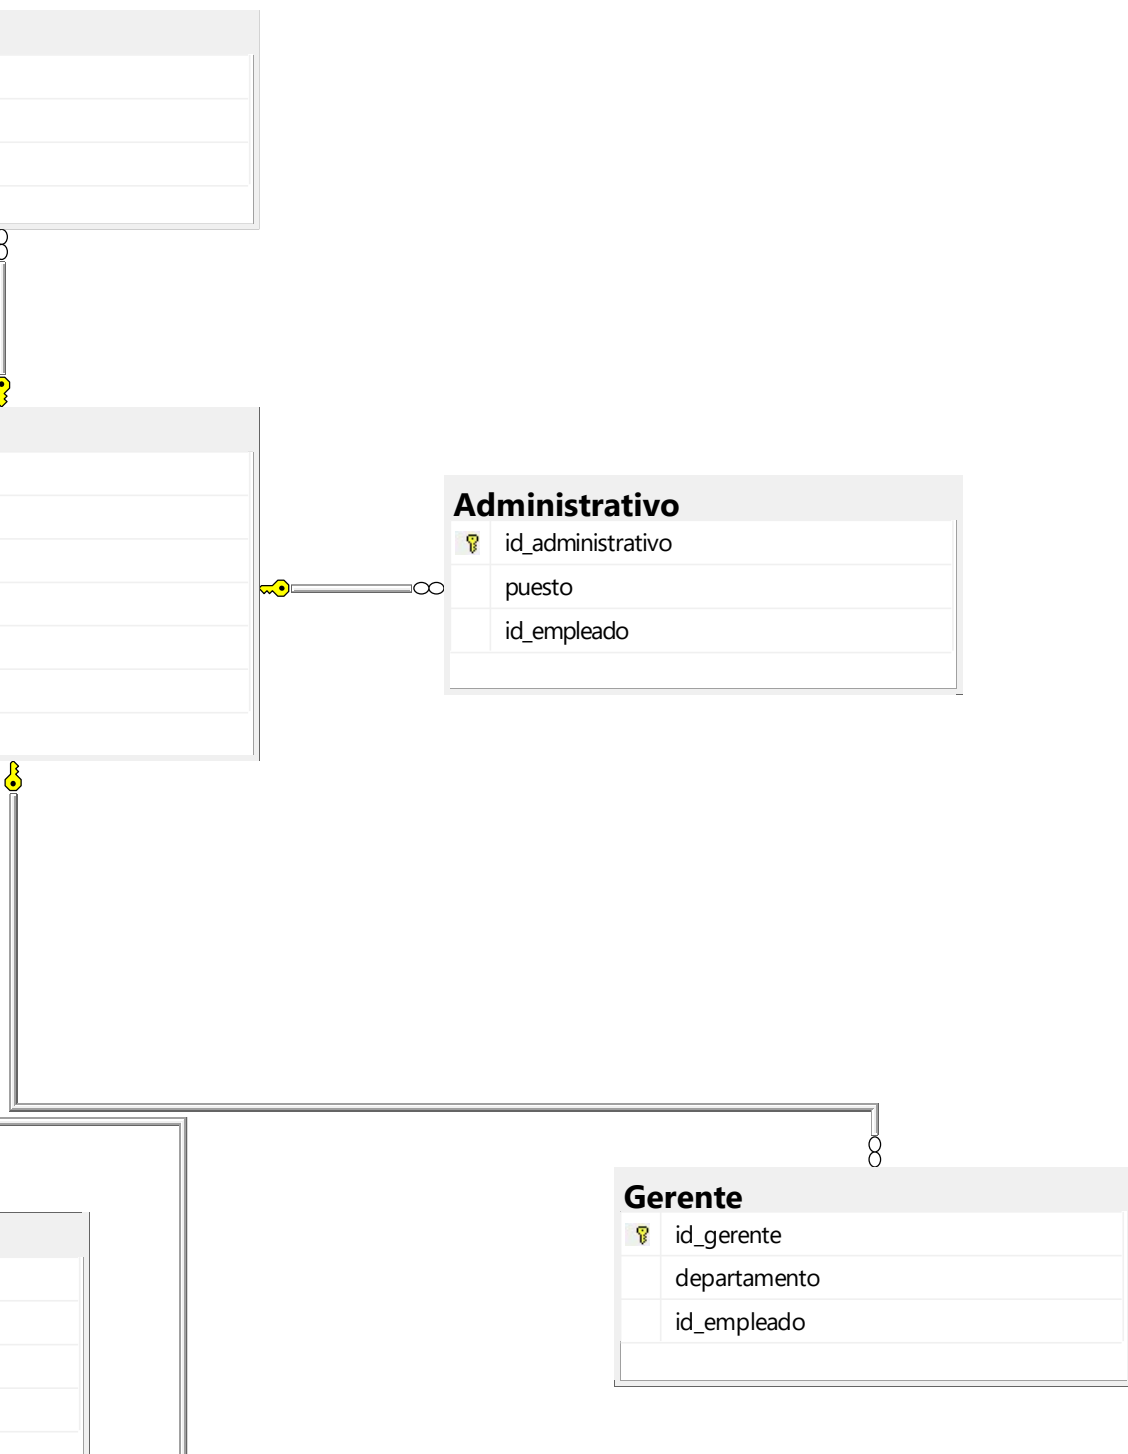 Administrativo
id_administrativo
puesto
id_empleado
Gerente
id_gerente
departamento
id_empleado